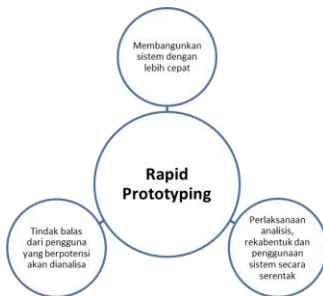 Membangunkan
sistem dengan
lebih cepat
Rapid
Prototyping
Tindak balas
dari pengguna
yang berpotensi
akan dianalisa
Perlaksanaan
analisis,
rekabentuk dan
penggunaan
sistem secara
serentak